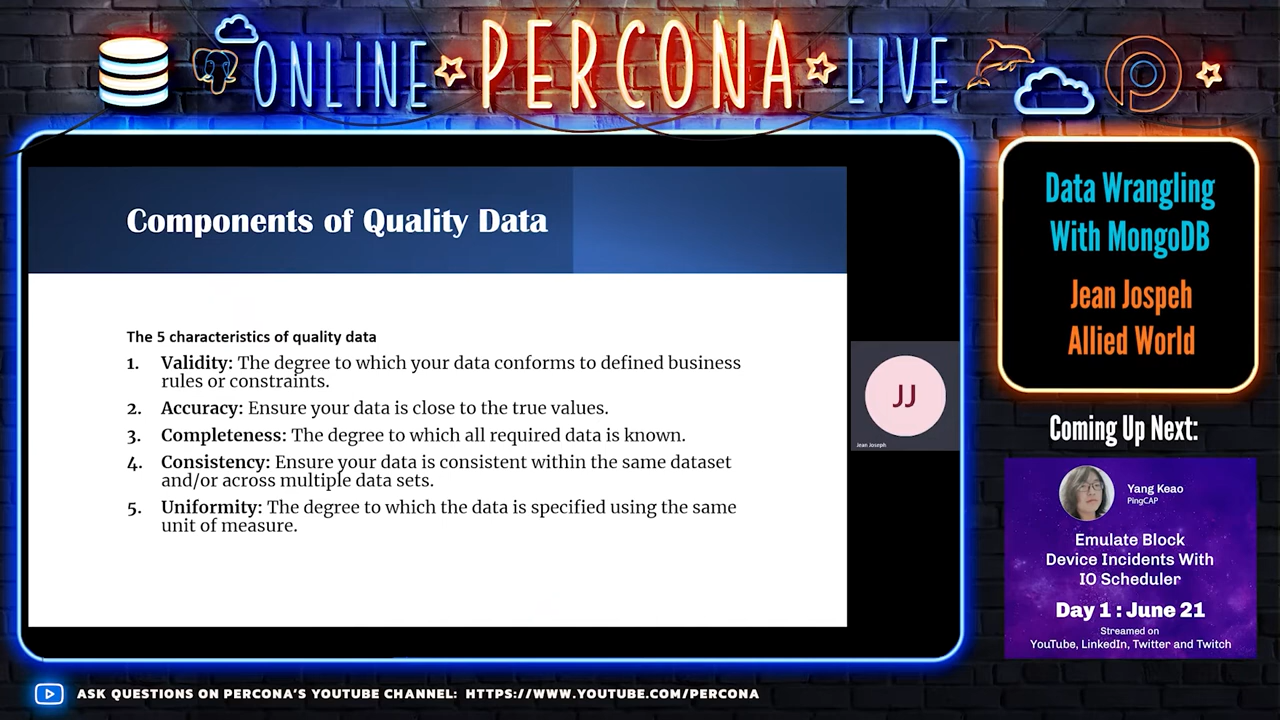 ONLINE PERCONA LIVE
Components of Quality Data
The 5 characteristics of quality data
1. Validity: The degree to which your data conforms to defined business
rules or constraints.
2. Accuracy: Ensure your data is close to the true values.
3. Completeness: The degree to which all required data is known.
4. Consistency: Ensure your data is consistent within the same dataset
and/or across multiple data sets.
5. Uniformity: The degree to which the data is specified using the same
unit of measure.
JJ
Jean Joseph
Data Wrangling
With MongoDB
Jean Jospeh
Allied World
Coming Up Next:
Yang Keao
PingCAP
Emulate Block
Device Incidents With
IO Scheduler
Day 1 : June 21
Streamed on
YouTube, LinkedIn, Twitter and Twitch
ASK QUESTIONS ON PERCONA'S YOUTUBE CHANNEL: HTTPS://WWW.YOUTUBE.COM/PERCONA